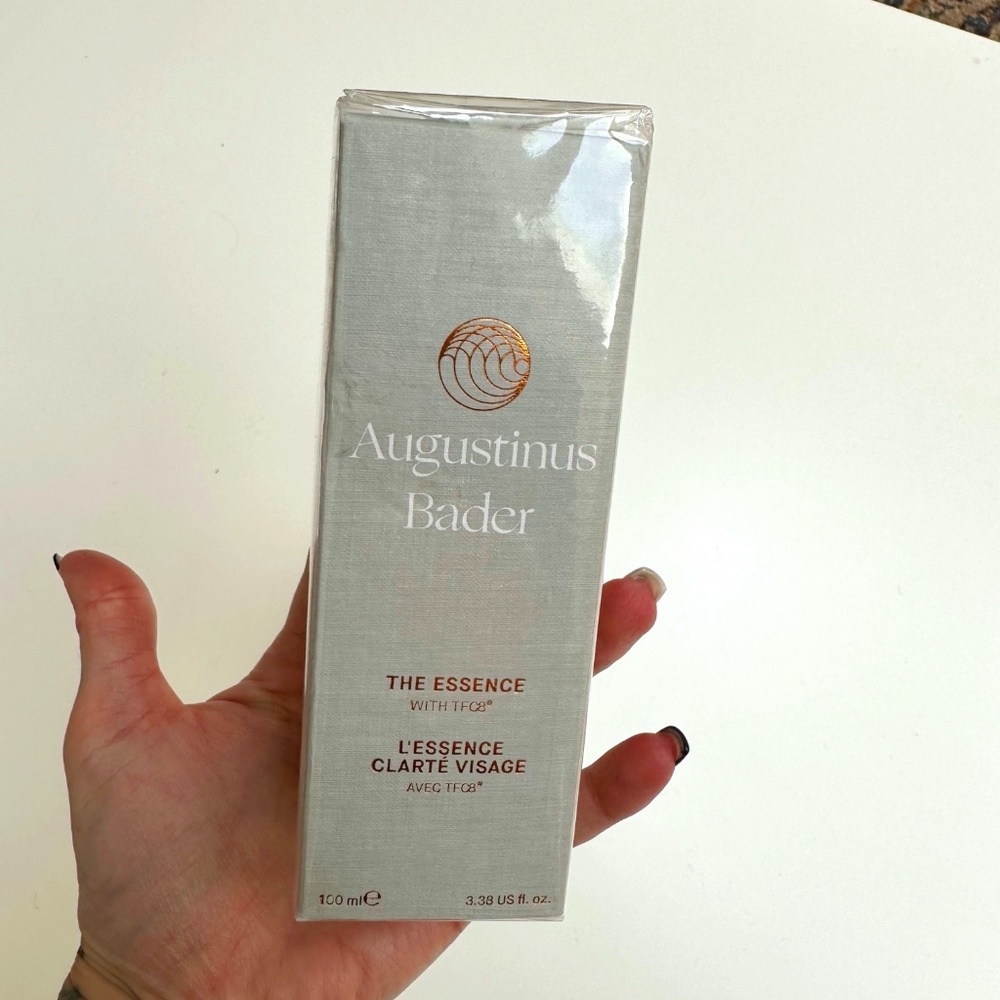 Augustinus
Bader
THE ESSENCE
WITH TFC8®
L'ESSENCE
CLARTÉ VISAGE
AVEC TFC8®
100 ml e
3.38 US fl. oz.